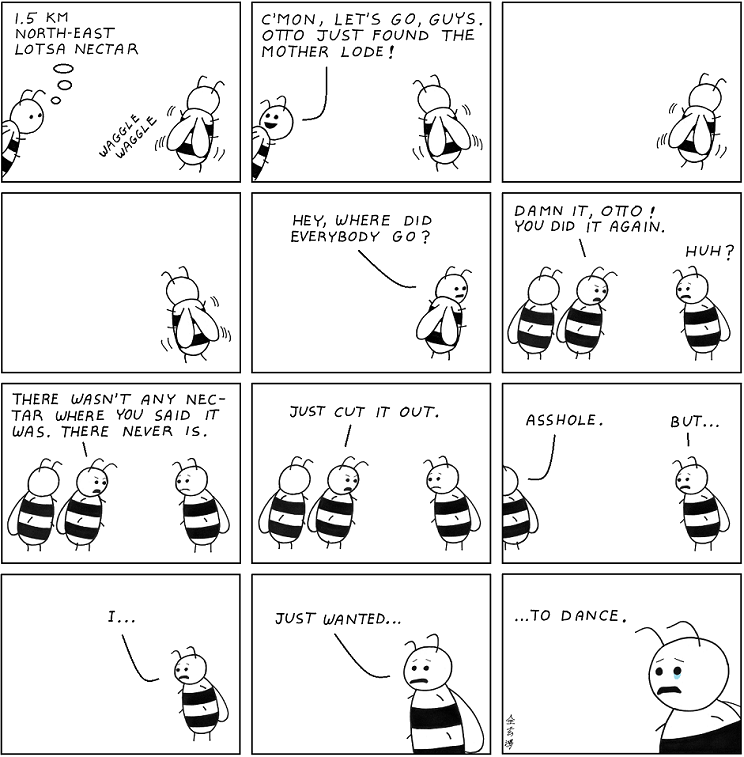 1.5 KM
NORTH-EAST
LOTSA NECTAR
WAGGLE
WAGGLE
C'MON, LET'S GO, GUYS.
OTTO JUST FOUND THE
MOTHER LODE!
HEY, WHERE DID
EVERYBODY GO?
DAMN IT, OTTO!
YOU DID IT AGAIN.
HUH?
THERE WASN'T ANY NEC-
TAR WHERE YOU SAID IT
WAS. THERE NEVER IS.
JUST CUT IT OUT.
ASSHOLE.
BUT...
I...
JUST WANTED...
...TO DANCE.